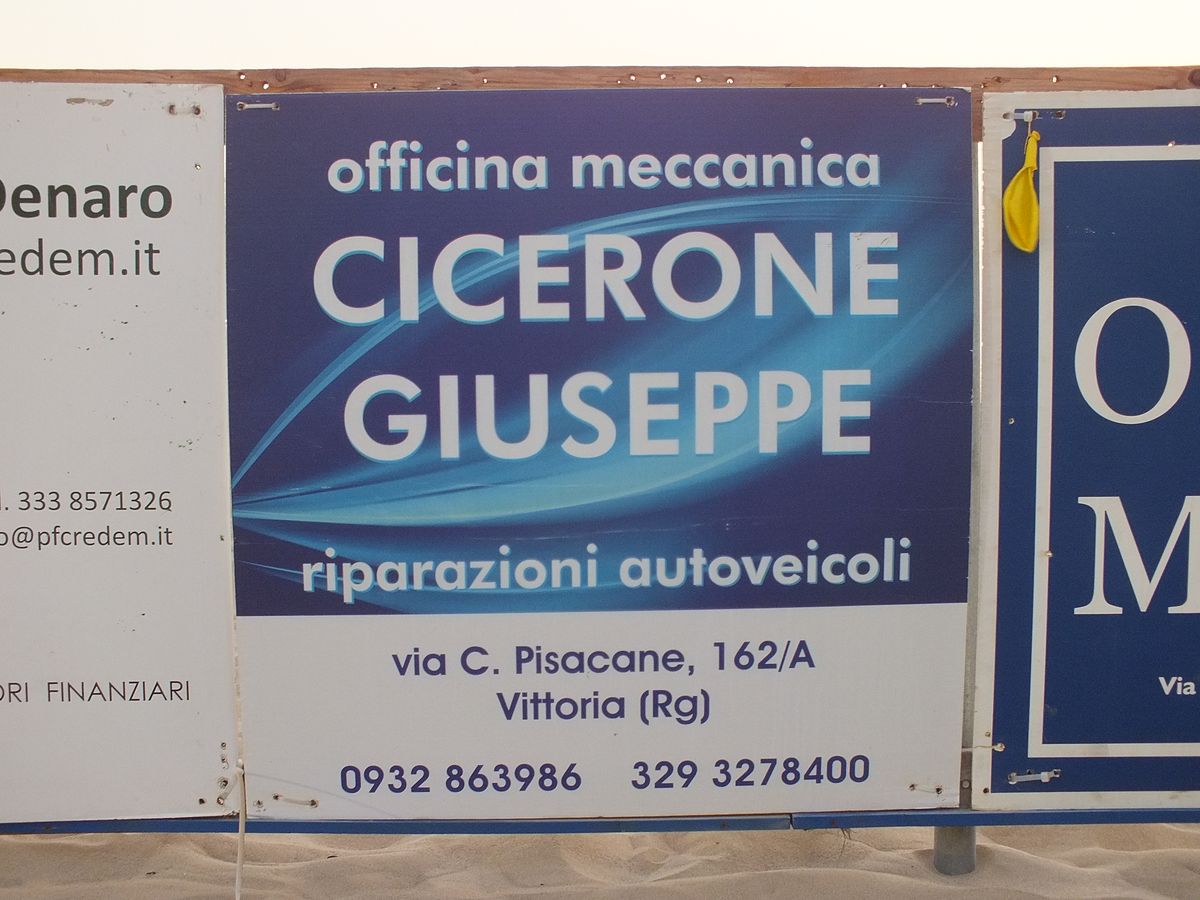 Denaro
edem.it
333 8571326
o@pfcredem.it
ORI FINANZIARI
officina meccanica
CICERONE
GIUSEPPE
riparazioni autoveicoli
via C. Pisacane, 162/A
Vittoria (Rg)
0932 863986 329 3278400
O
M
Via